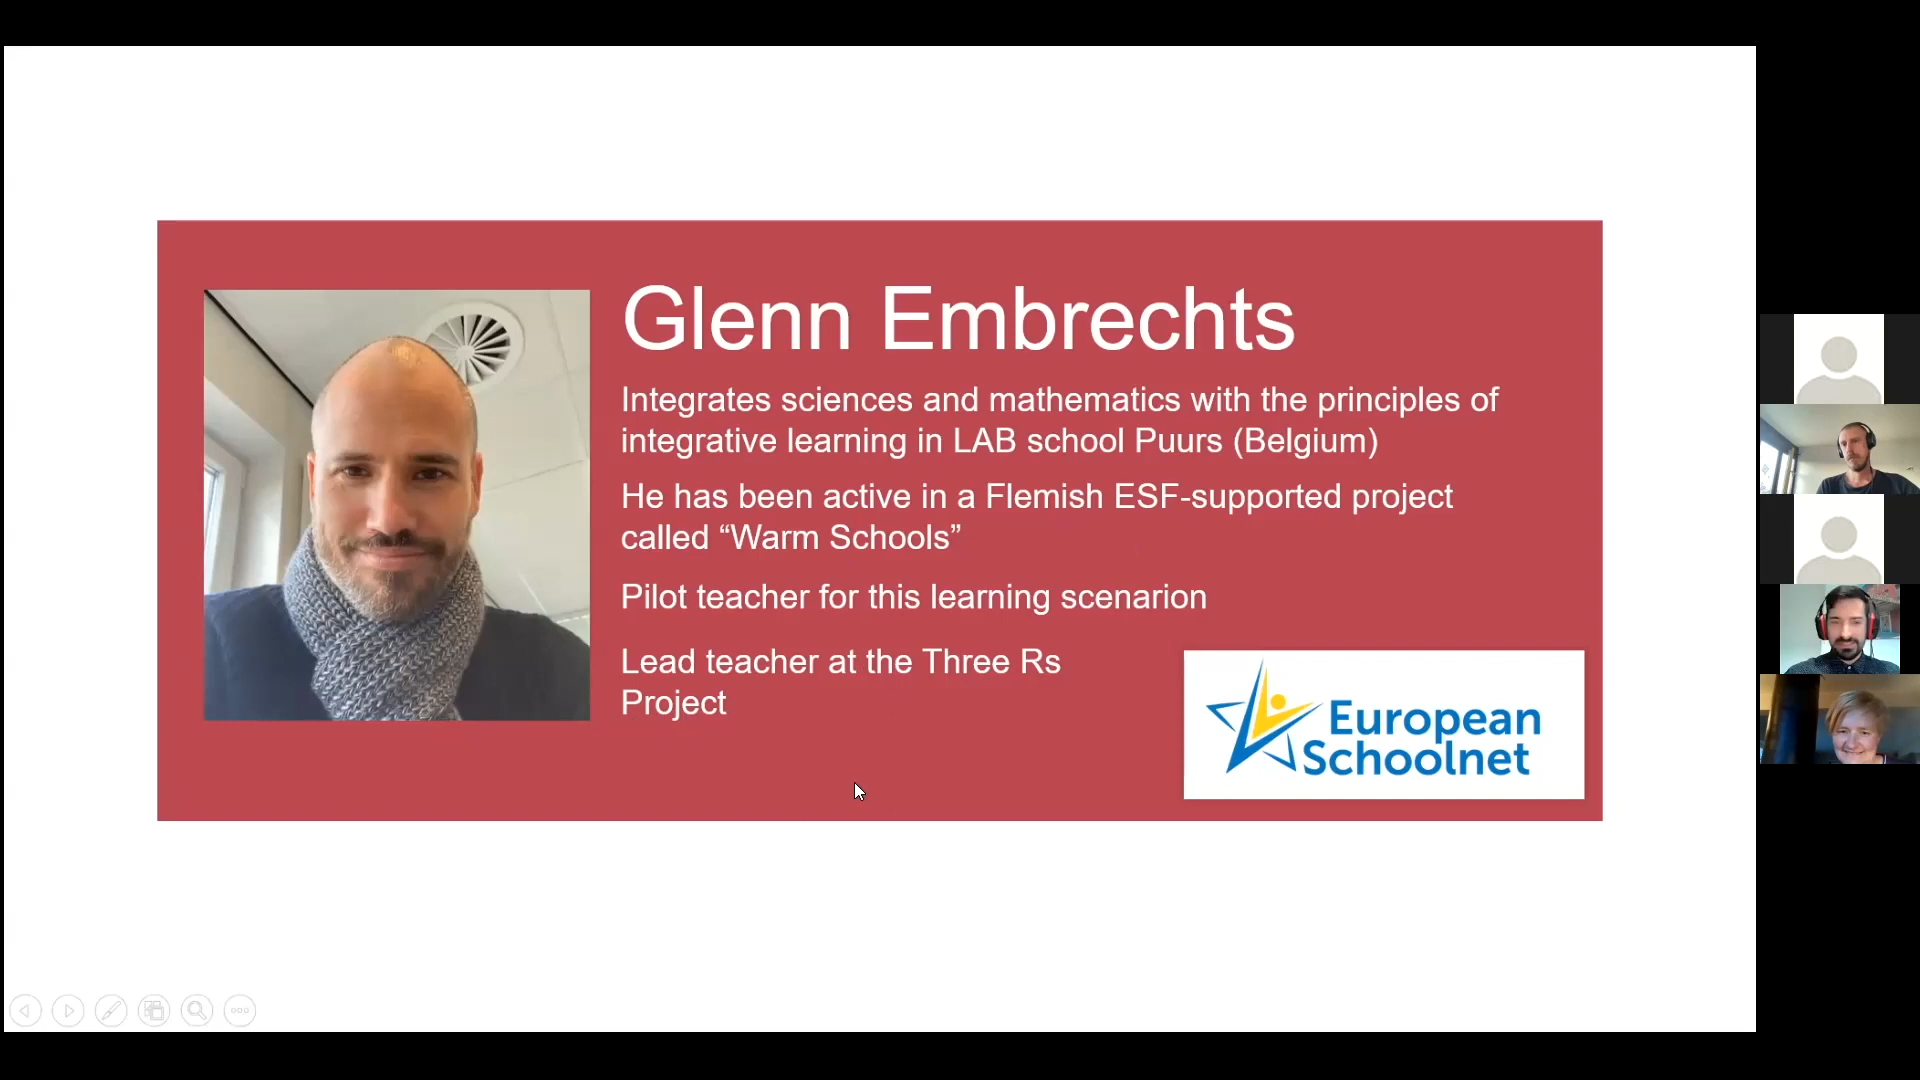 Glenn Embrechts
Integrates sciences and mathematics with the principles of
integrative learning in LAB school Puurs (Belgium)
He has been active in a Flemish ESF-supported project
called “Warm Schools”
Pilot teacher for this learning scenarion
Lead teacher at the Three Rs
Project
European
Schoolnet